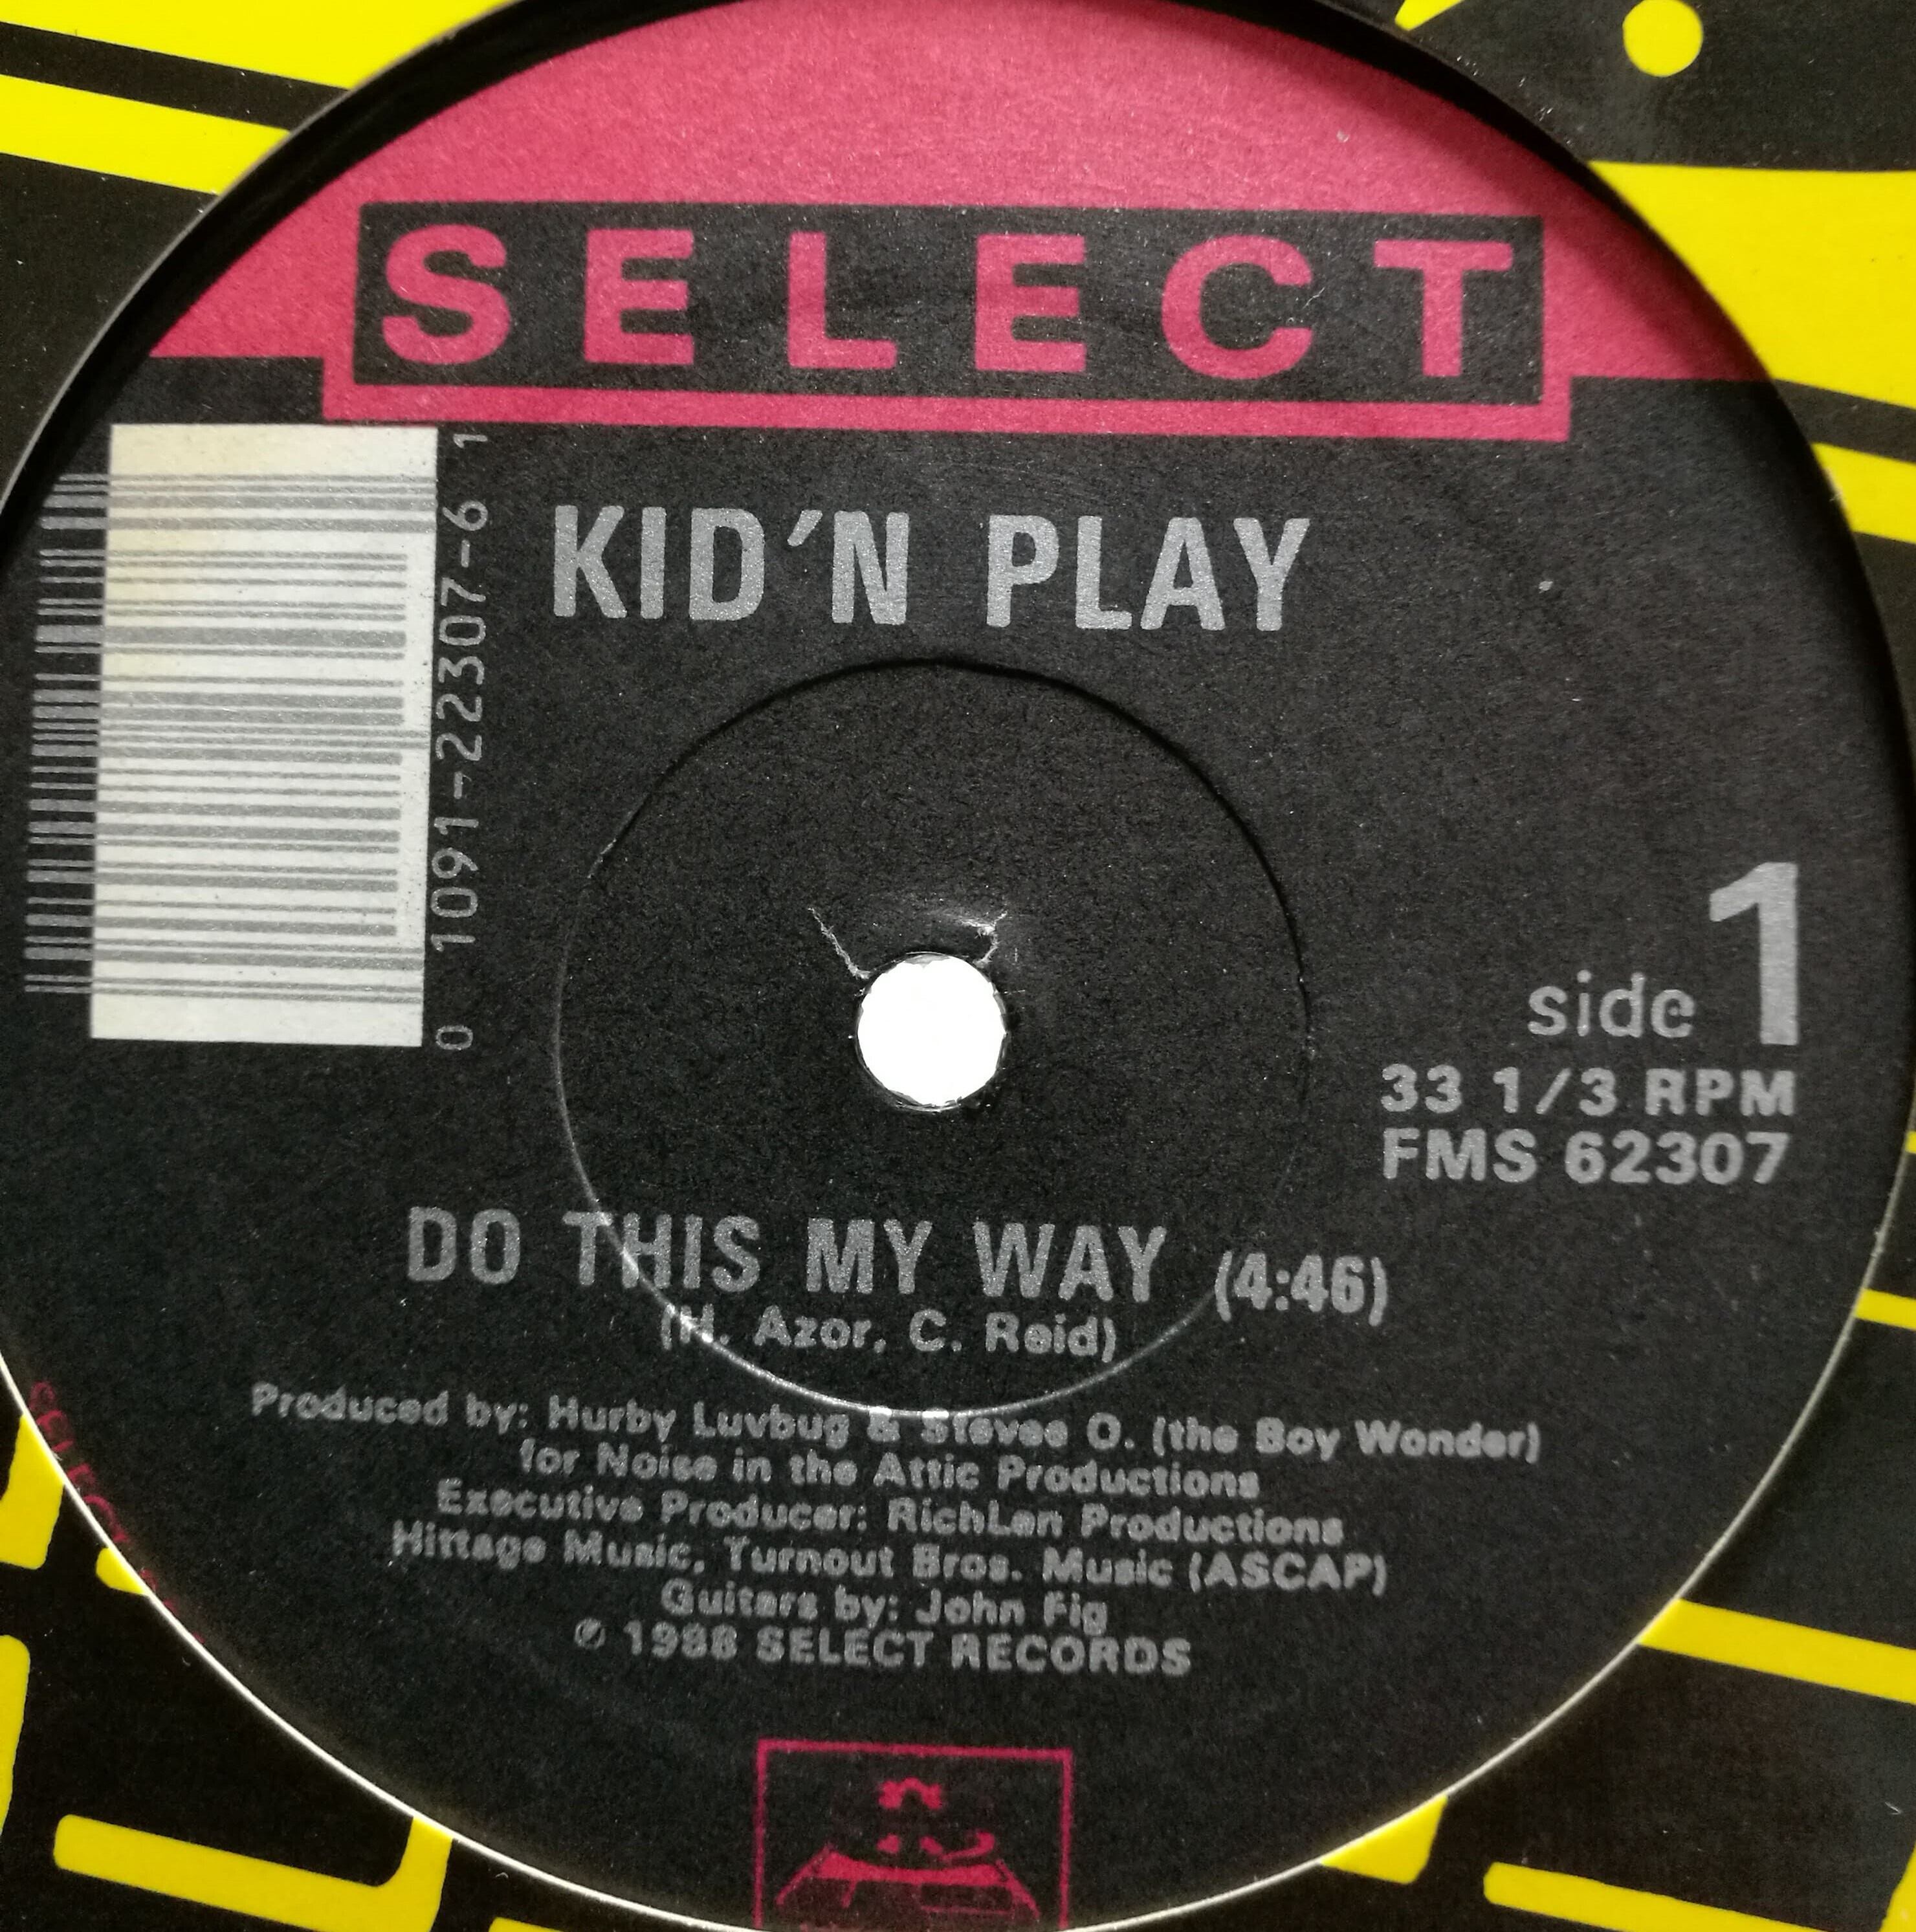 SELECT
0 1091-22307-6 1
KID'N PLAY
side 1
33 1/3 RPM
FMS 62307
DO THIS MY WAY (4:46)
(H. Azor, C. Reid)
Produced by: Hurby Luvbug & Stevee O. (the Boy Wonder)
for Noise in the Attic Productions
Executive Producer: RichLan Productions
Hittage Music, Turnout Bros. Music (ASCAP)
Guitars by: John Fig
℗ 1988 SELECT RECORDS